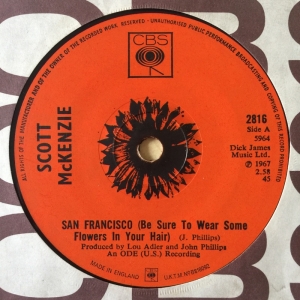 THE MANUFACTURER AND OF THE OWNER OF THE RECORDED WORK RESERVED. UNAUTHORISED PUBLIC PERFORMANCE, BROADCASTING AND COPYING OF THIS RECORD PROHIBITED
CBS
SCOTT
McKENZIE
2816
Side A
5964
Dick James
Music Ltd.
℗ 1967
2.58
45
SAN FRANCISCO (Be Sure To Wear Some
Flowers In Your Hair) (J. Phillips)
Produced by Lou Adler and John Phillips
An ODE (U.S.) Recording
MADE IN ENGLAND